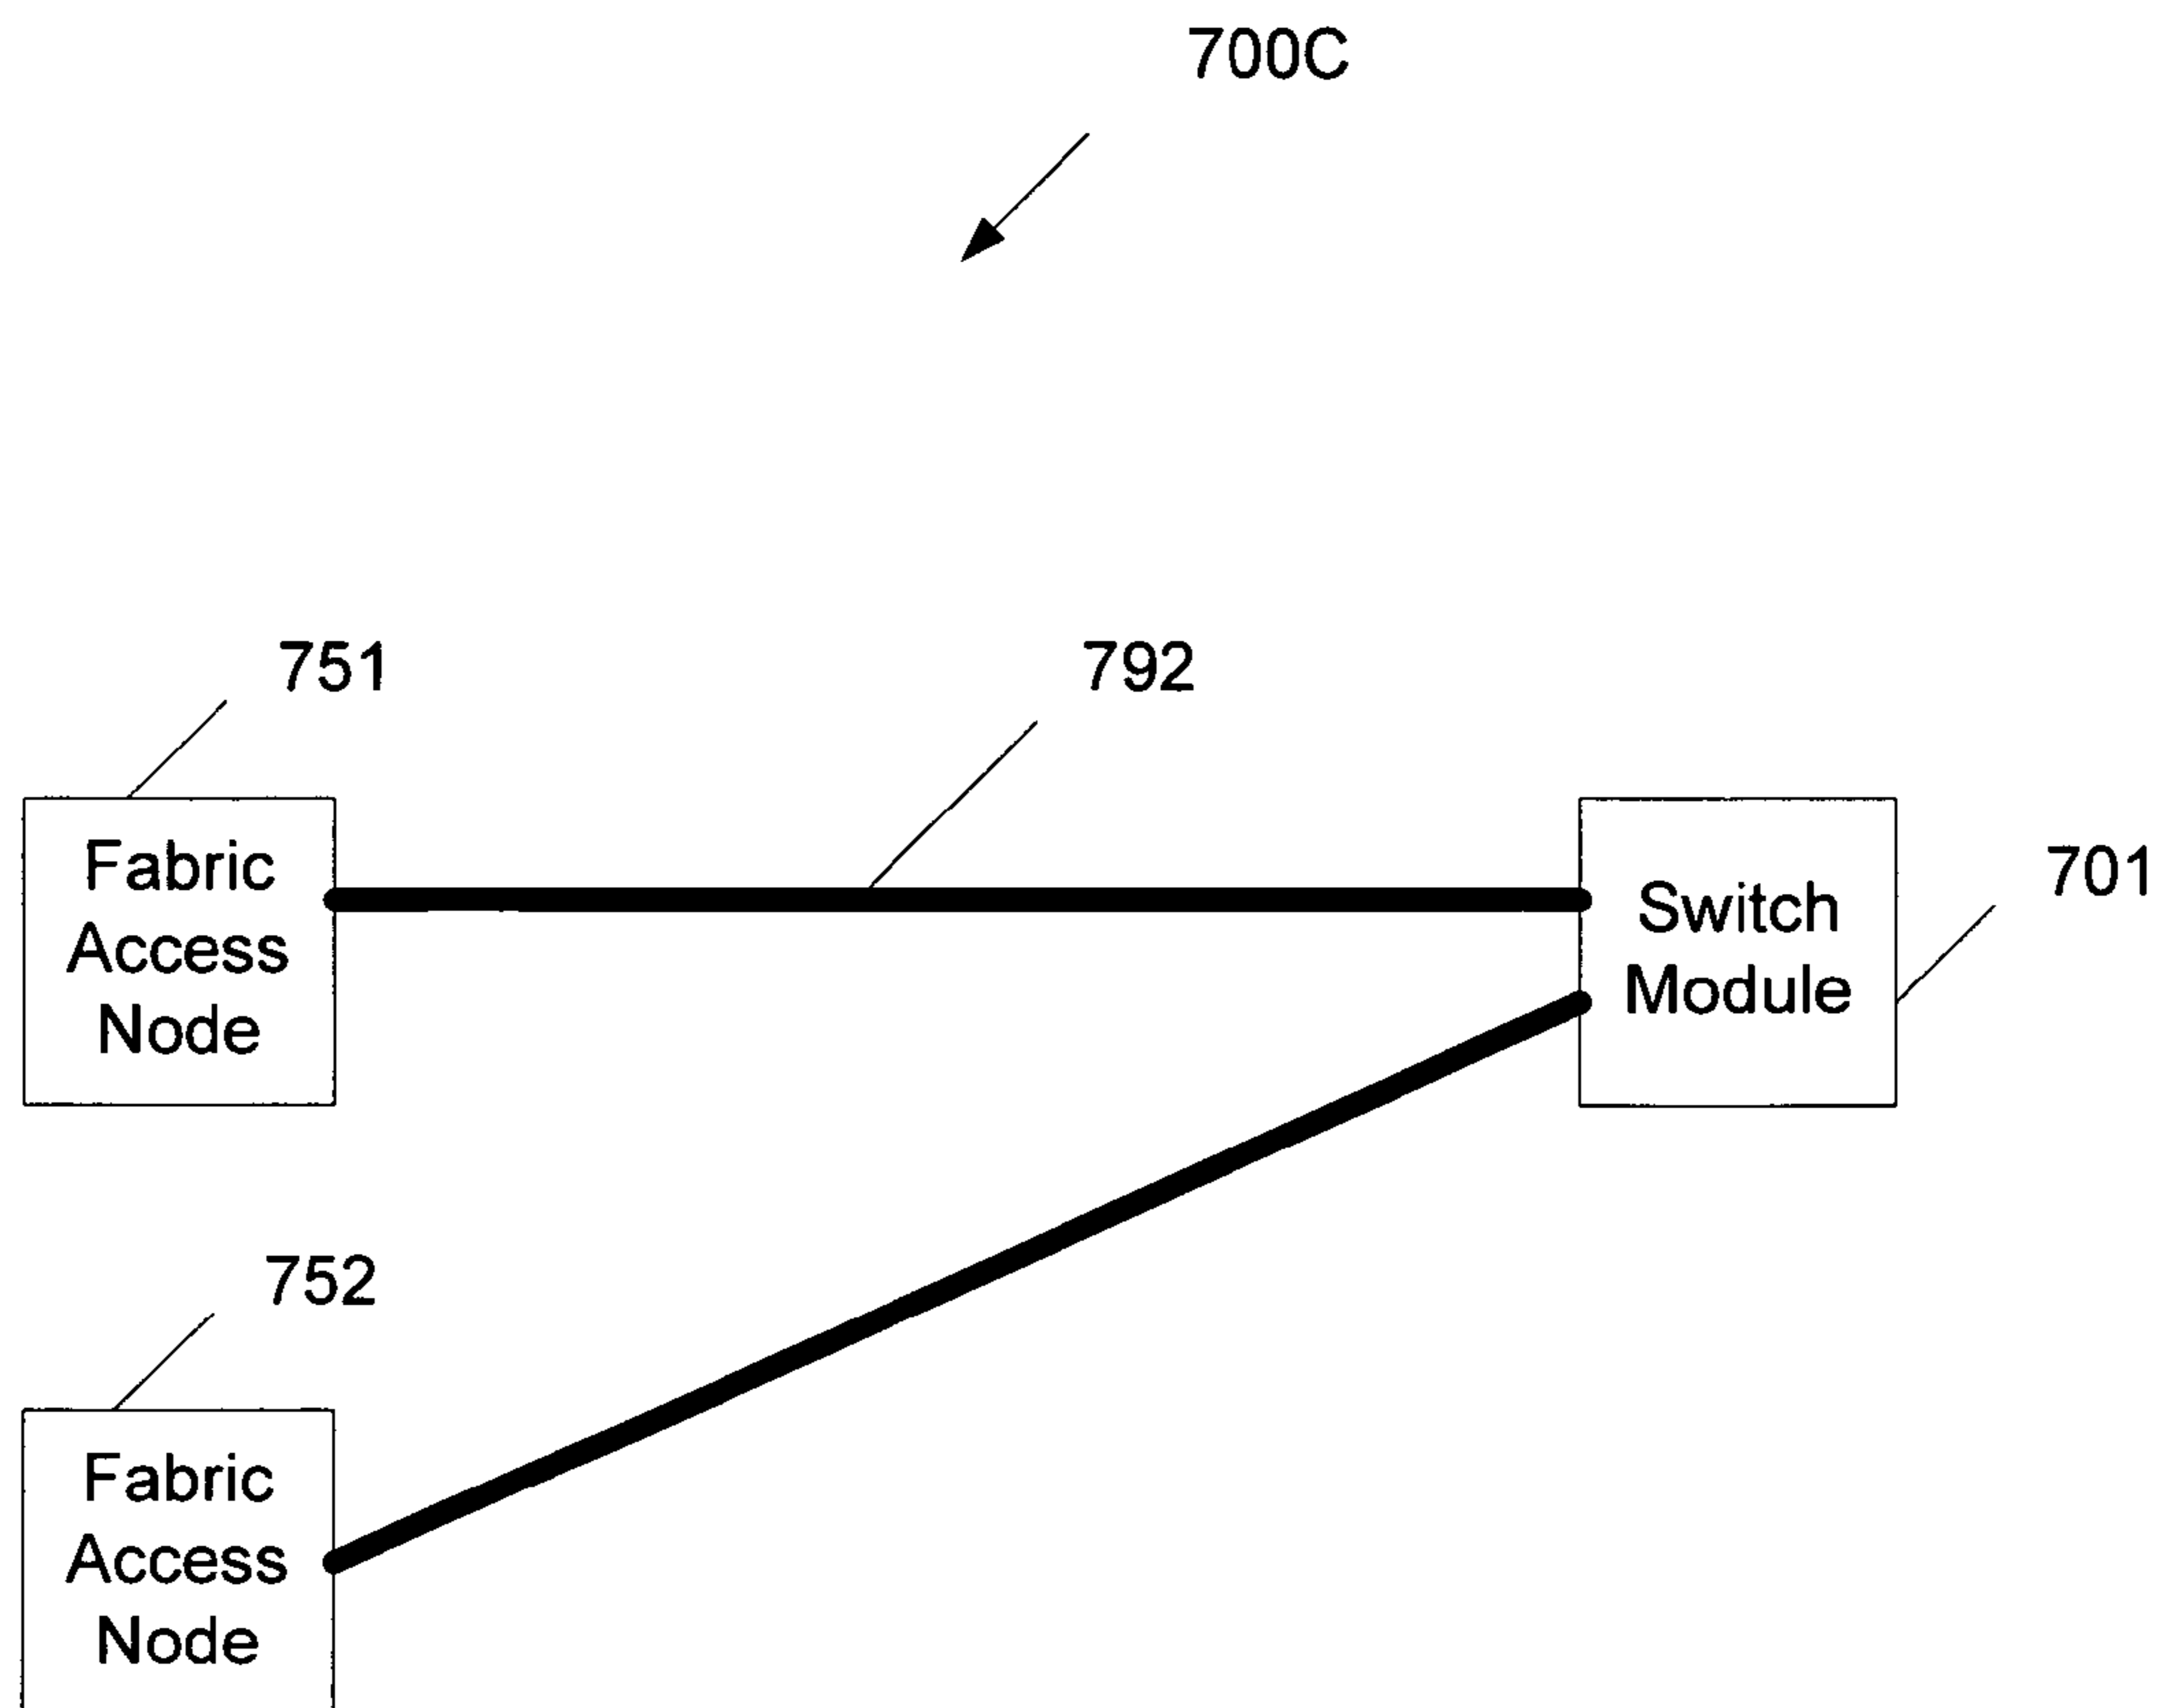 700C
751
792
Fabric
Access
Node
Switch
Module
701
752
Fabric
Access
Node